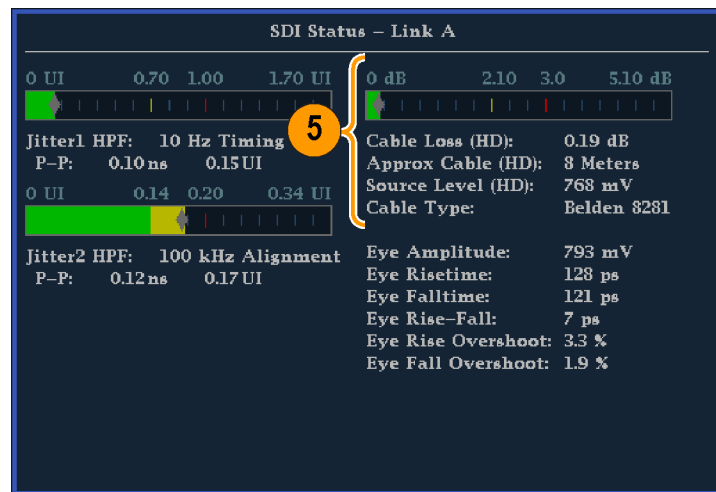 SDI Status – Link A
0 UI 0.70 1.00 1.70 UI
Jitter1 HPF: 10 Hz Timing
P–P: 0.10 ns 0.15 UI
0 UI 0.14 0.20 0.34 UI
Jitter2 HPF: 100 kHz Alignment
P–P: 0.12 ns 0.17 UI
5
0 dB 2.10 3.0 5.10 dB
Cable Loss (HD): 0.19 dB
Approx Cable (HD): 8 Meters
Source Level (HD): 768 mV
Cable Type: Belden 8281
Eye Amplitude: 793 mV
Eye Risetime: 128 ps
Eye Falltime: 121 ps
Eye Rise–Fall: 7 ps
Eye Rise Overshoot: 3.3 %
Eye Fall Overshoot: 1.9 %